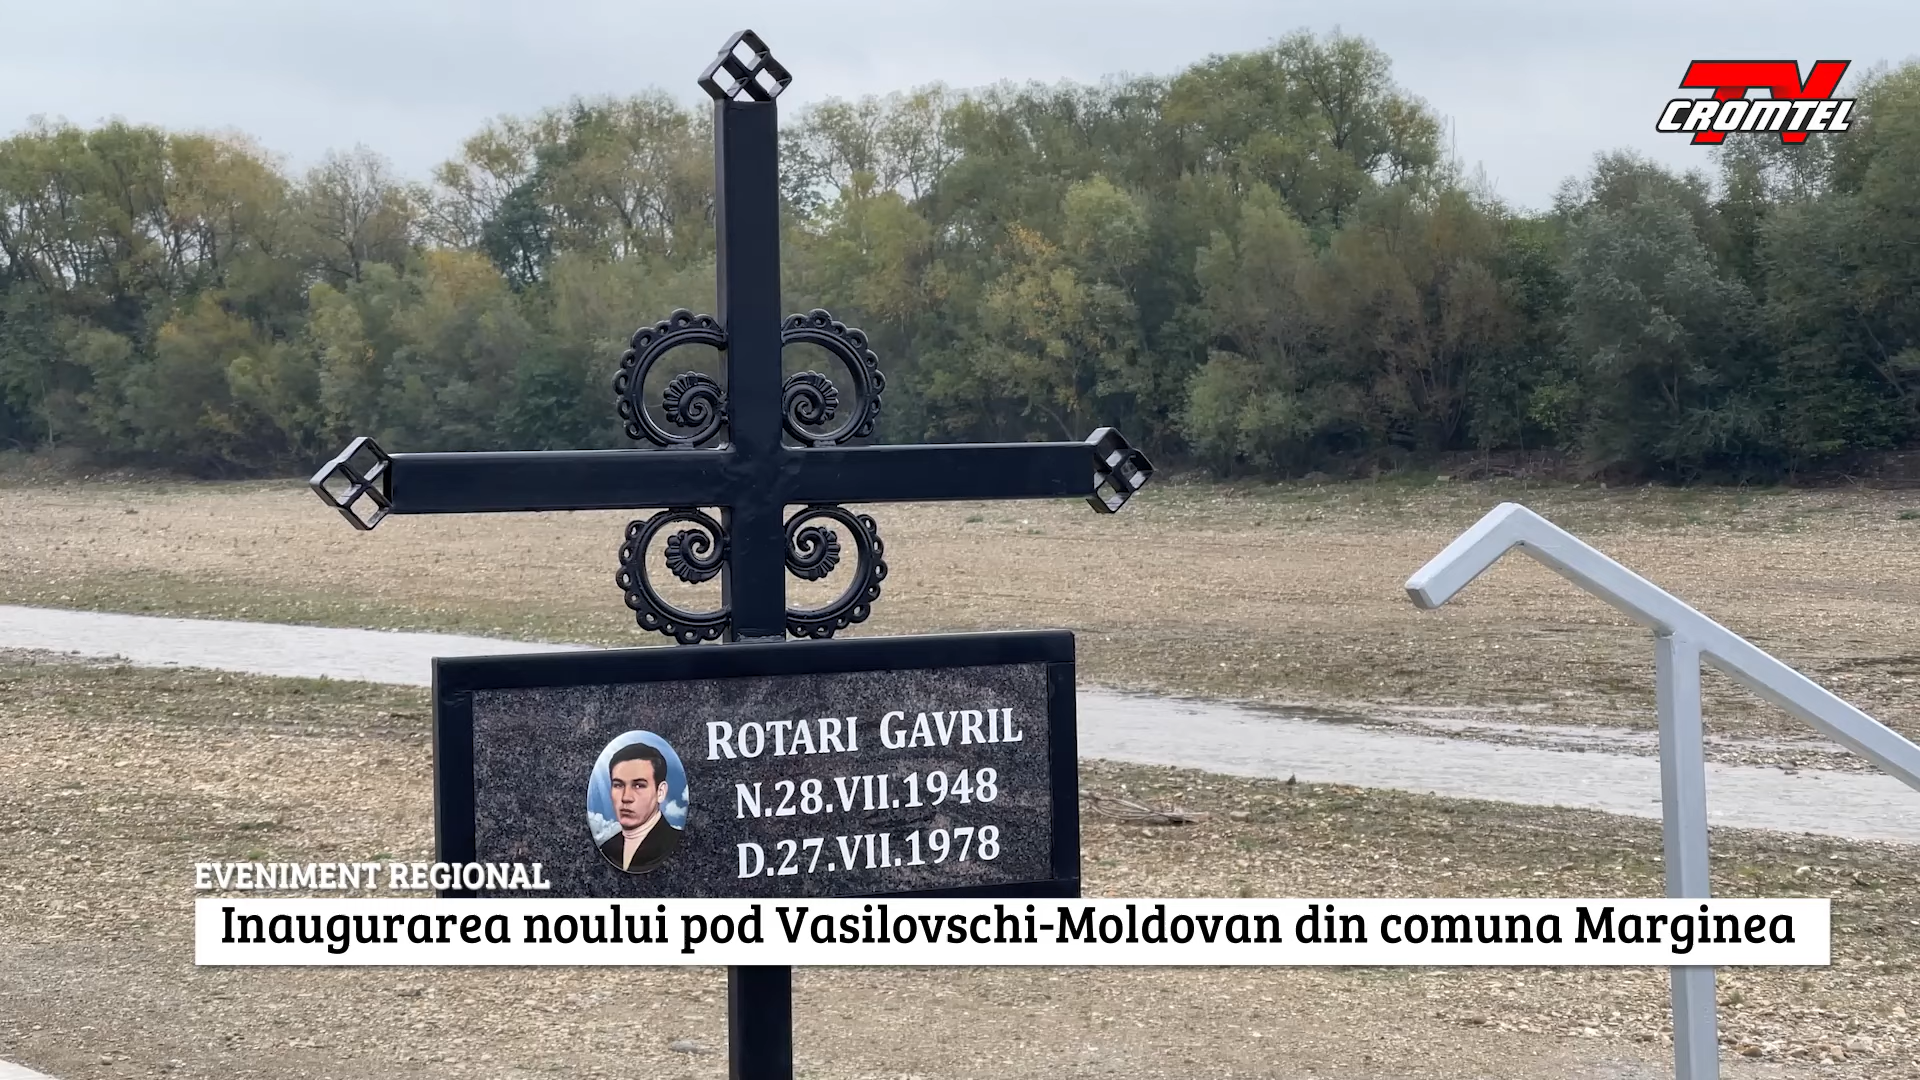 TV
CROMTEL
ROTARI GAVRIL
N.28.VII.1948
D.27.VII.1978
EVENIMENT REGIONAL
Inaugurarea noului pod Vasilovschi-Moldovan din comuna Marginea